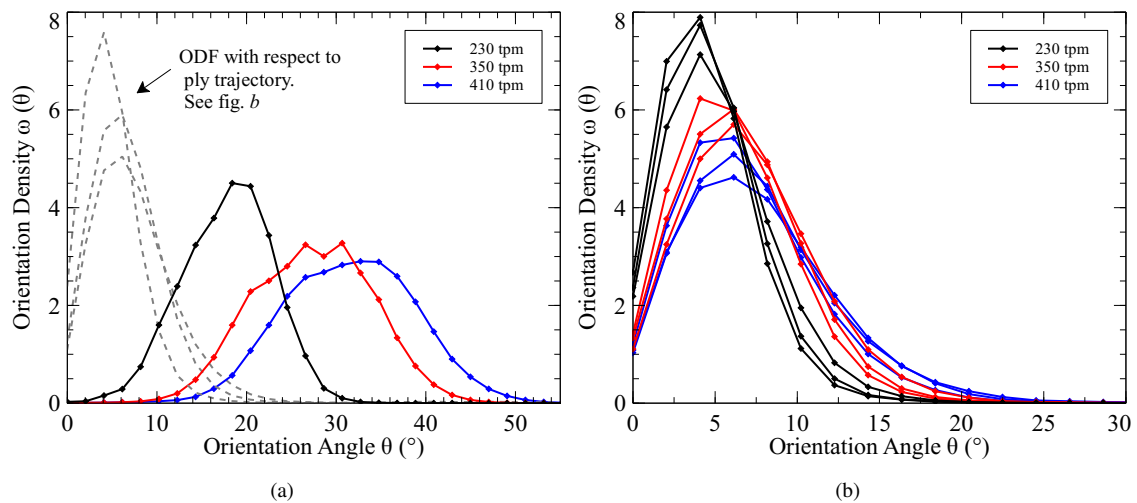 ODF with respect to
ply trajectory.
See fig. b
230 tpm
350 tpm
410 tpm
Orientation Density ω (θ)
8
6
4
2
0
0 10 20 30 40 50
Orientation Angle θ (°)
(a)
230 tpm
350 tpm
410 tpm
Orientation Density ω (θ)
8
6
4
2
0
0 5 10 15 20 25 30
Orientation Angle θ (°)
(b)